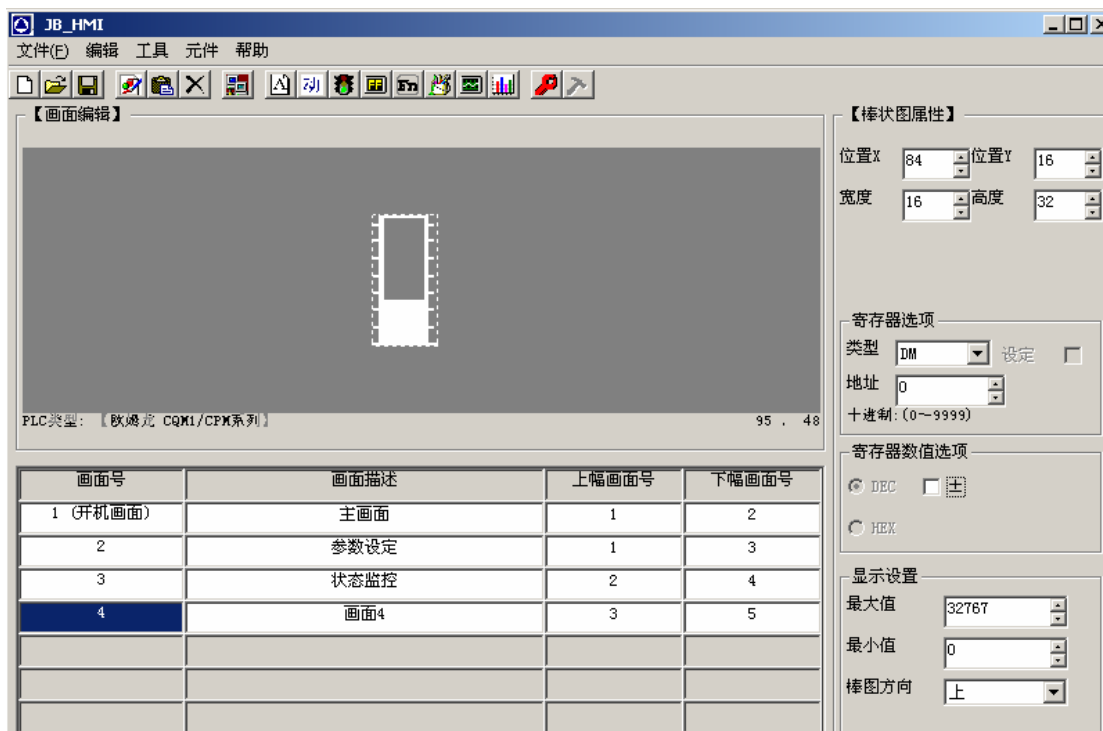 JB_HMI
文件(F) 编辑 工具 元件 帮助
【画面编辑】
【棒状图属性】
位置X 84 位置Y 16
宽度 16 高度 32
寄存器选项
类型 DM 设定
地址 0
十进制:(0~9999)
PLC类型: 【欧姆龙 CQM1/CPM系列】 95 . 48
寄存器数值选项
DEC ±
HEX
画面号 画面描述 上幅画面号 下幅画面号
1 (开机画面) 主画面 1 2
2 参数设定 1 3
3 状态监控 2 4
4 画面4 3 5
显示设置
最大值 32767
最小值 0
棒图方向 上